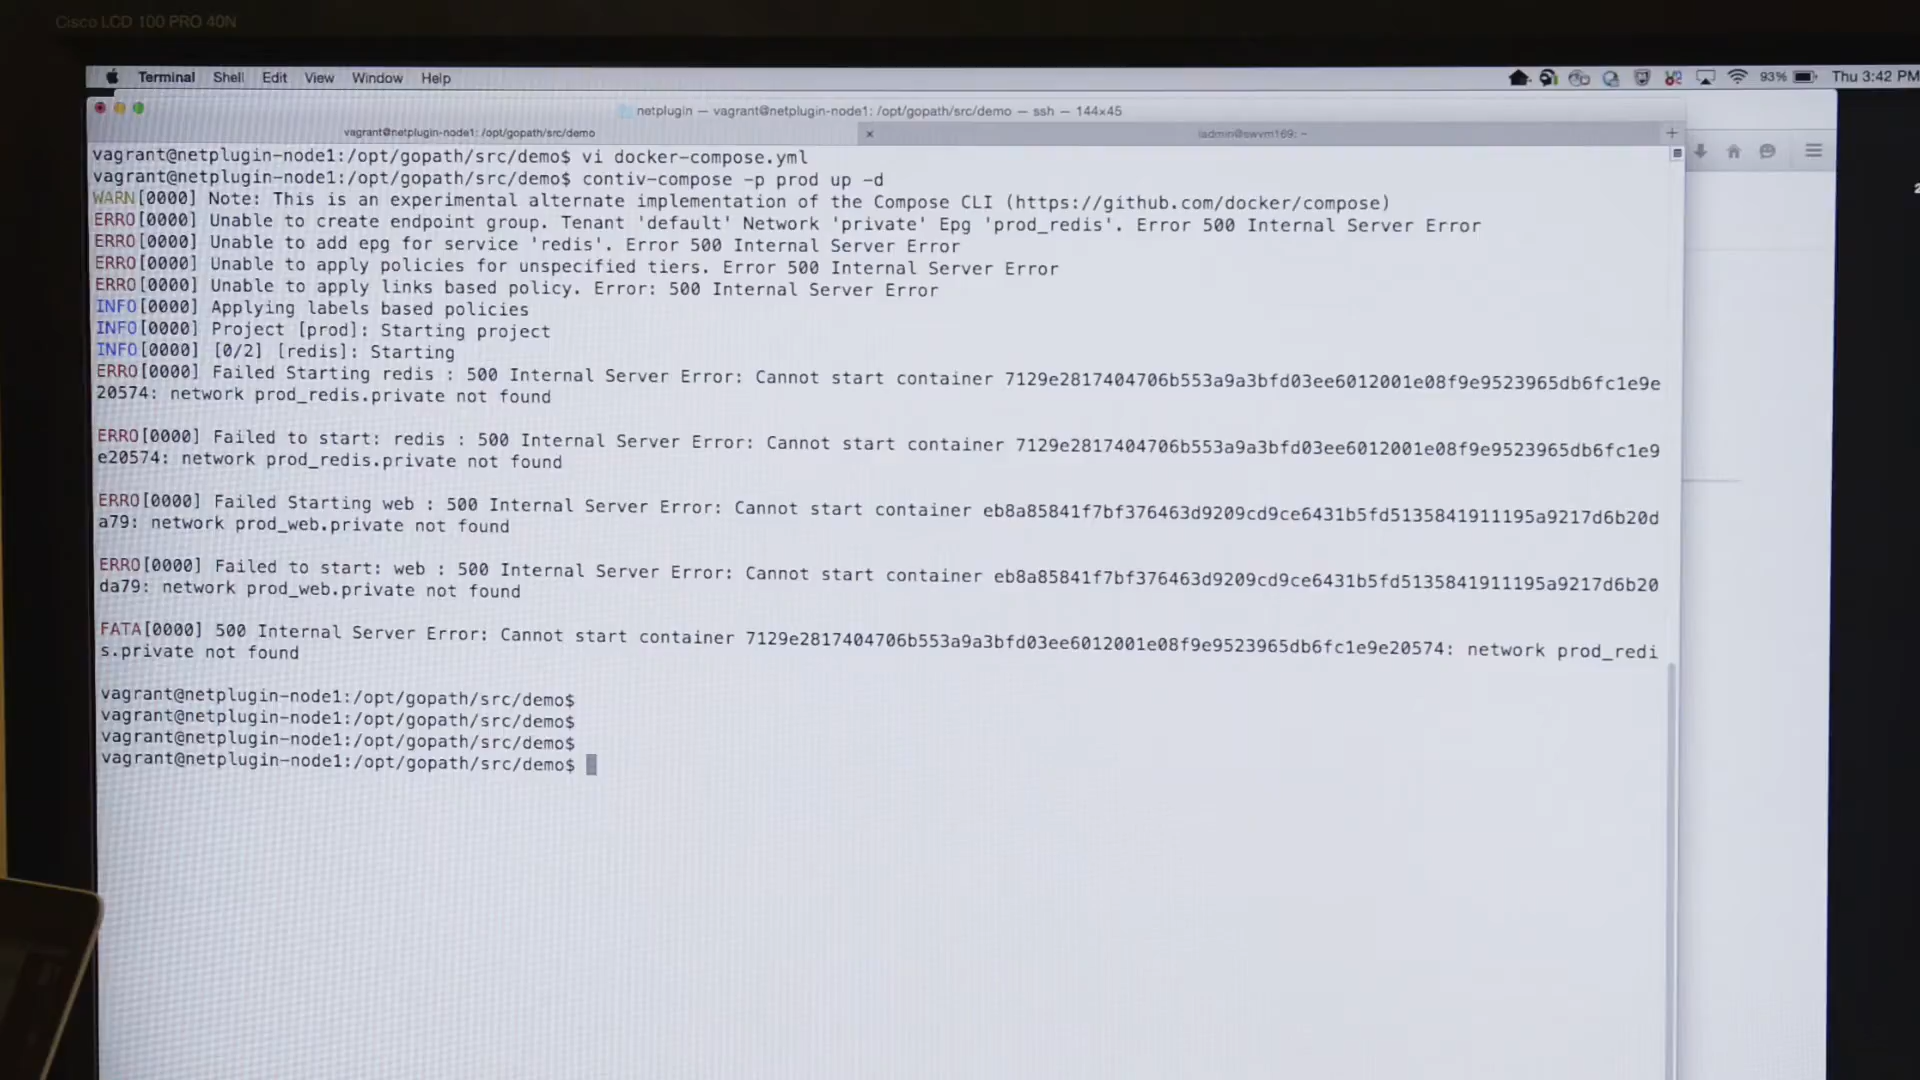 Cisco LCD 100 PRO 40N
Terminal Shell Edit View Window Help
93% Thu 3:42 PM
netplugin — vagrant@netplugin-node1: /opt/gopath/src/demo — ssh — 144×45
vagrant@netplugin-node1: /opt/gopath/src/demo
ladmin@swvm169: ~
vagrant@netplugin-node1:/opt/gopath/src/demo$ vi docker-compose.yml
vagrant@netplugin-node1:/opt/gopath/src/demo$ contiv-compose -p prod up -d
WARN[0000] Note: This is an experimental alternate implementation of the Compose CLI (https://github.com/docker/compose)
ERRO[0000] Unable to create endpoint group. Tenant 'default' Network 'private' Epg 'prod_redis'. Error 500 Internal Server Error
ERRO[0000] Unable to add epg for service 'redis'. Error 500 Internal Server Error
ERRO[0000] Unable to apply policies for unspecified tiers. Error 500 Internal Server Error
ERRO[0000] Unable to apply links based policy. Error: 500 Internal Server Error
INFO[0000] Applying labels based policies
INFO[0000] Project [prod]: Starting project
INFO[0000] [0/2] [redis]: Starting
ERRO[0000] Failed Starting redis : 500 Internal Server Error: Cannot start container 7129e2817404706b553a9a3bfd03ee6012001e08f9e9523965db6fc1e9e
20574: network prod_redis.private not found
ERRO[0000] Failed to start: redis : 500 Internal Server Error: Cannot start container 7129e2817404706b553a9a3bfd03ee6012001e08f9e9523965db6fc1e9
e20574: network prod_redis.private not found
ERRO[0000] Failed Starting web : 500 Internal Server Error: Cannot start container eb8a85841f7bf376463d9209cd9ce6431b5fd5135841911195a9217d6b20d
a79: network prod_web.private not found
ERRO[0000] Failed to start: web : 500 Internal Server Error: Cannot start container eb8a85841f7bf376463d9209cd9ce6431b5fd5135841911195a9217d6b20
da79: network prod_web.private not found
FATA[0000] 500 Internal Server Error: Cannot start container 7129e2817404706b553a9a3bfd03ee6012001e08f9e9523965db6fc1e9e20574: network prod_redi
s.private not found
vagrant@netplugin-node1:/opt/gopath/src/demo$
vagrant@netplugin-node1:/opt/gopath/src/demo$
vagrant@netplugin-node1:/opt/gopath/src/demo$
vagrant@netplugin-node1:/opt/gopath/src/demo$